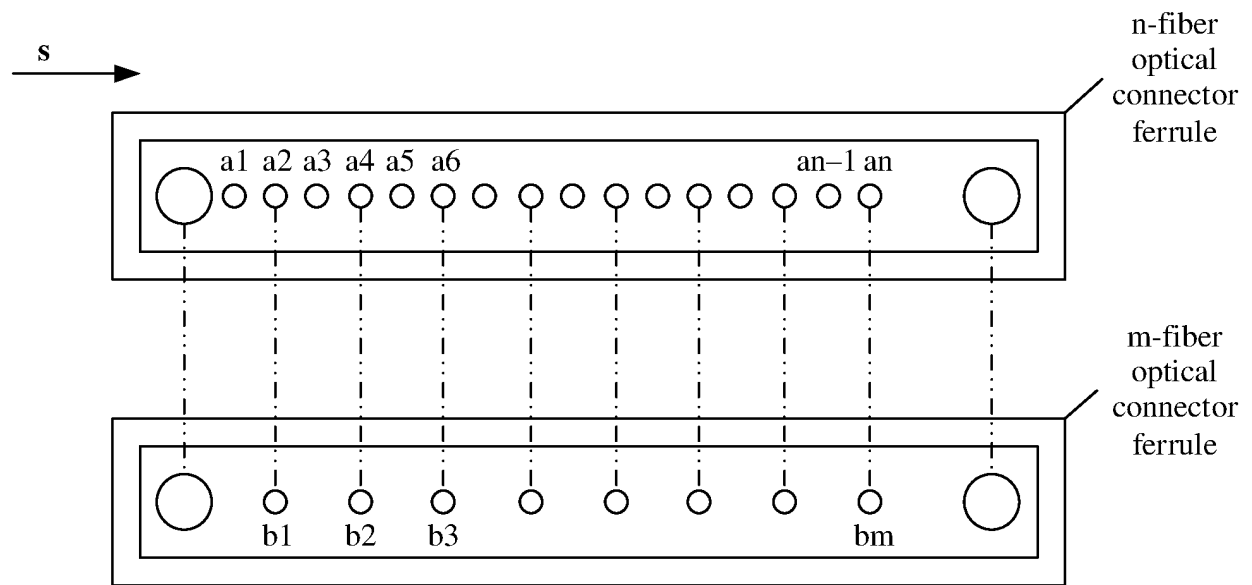 n-fiber
optical
connector
ferrule
s
a1 a2 a3 a4 a5 a6 an–1 an
m-fiber
optical
connector
ferrule
b1 b2 b3 bm